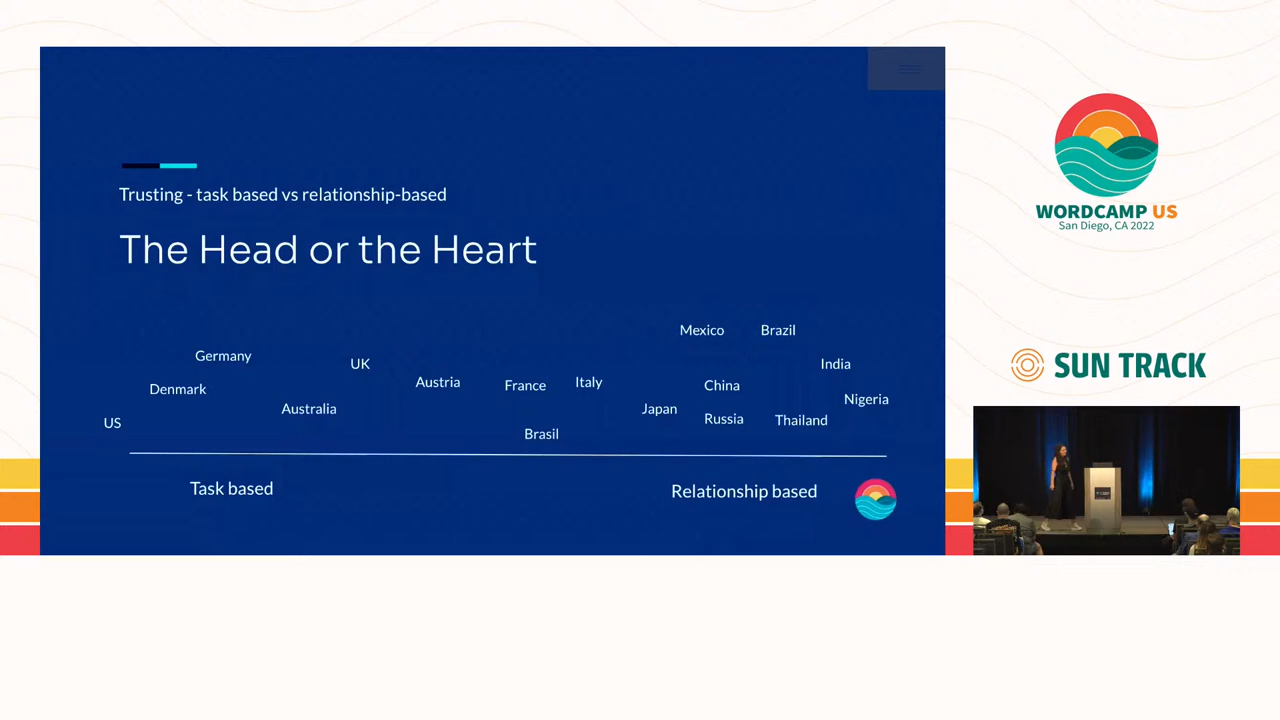 Trusting - task based vs relationship-based
The Head or the Heart
Mexico Brazil
Germany UK India
Denmark Austria France Italy China
US Australia Japan Russia Thailand Nigeria
Brasil
Task based Relationship based
WORDCAMP US
San Diego, CA 2022
SUN TRACK